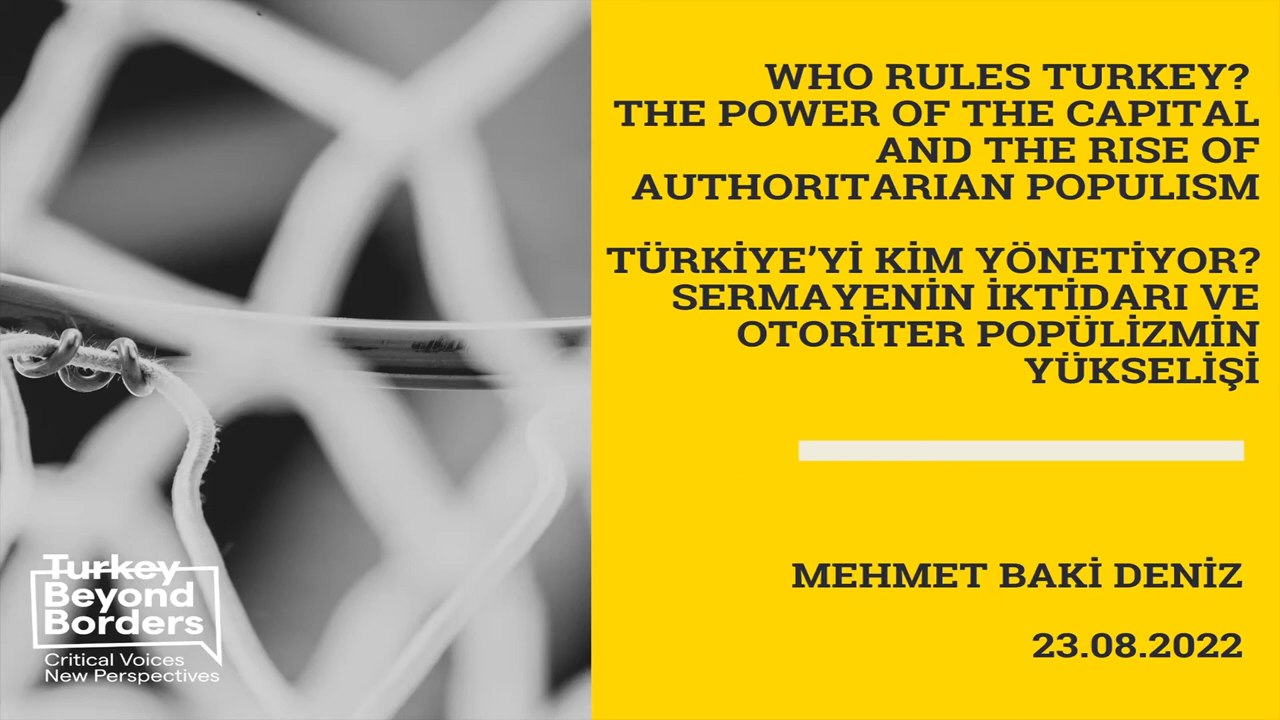 WHO RULES TURKEY?
THE POWER OF THE CAPITAL
AND THE RISE OF
AUTHORITARIAN POPULISM
TÜRKİYE’Yİ KİM YÖNETİYOR?
SERMAYENİN İKTİDARI VE
OTORİTER POPÜLİZMİN
YÜKSELİŞİ
MEHMET BAKİ DENİZ
23.08.2022
Turkey
Beyond
Borders
Critical Voices
New Perspectives